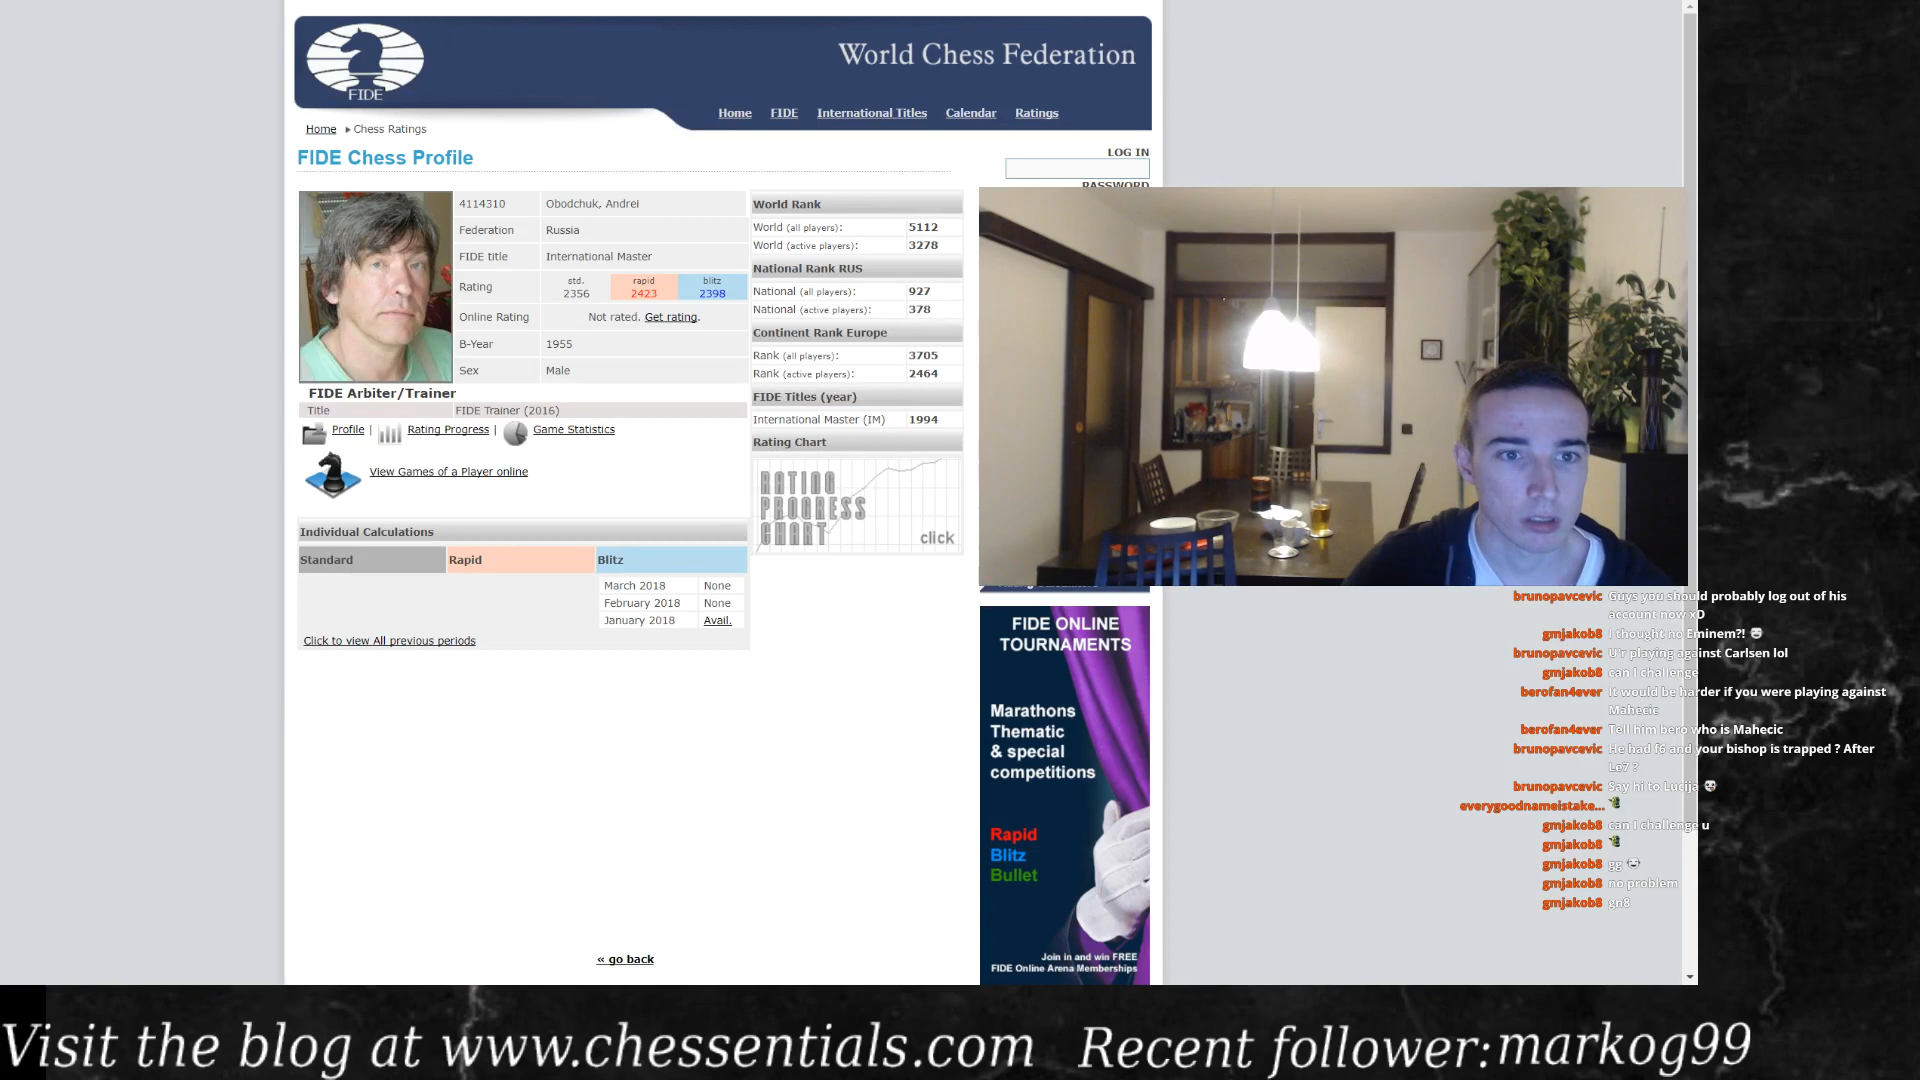 World Chess Federation
FIDE
Home FIDE International Titles Calendar Ratings
Home Chess Ratings
FIDE Chess Profile
LOG IN
PASSWORD
4114310 Obodchuk, Andrei
Federation Russia
FIDE title International Master
Rating std. 2356 rapid 2423 blitz 2398
Online Rating Not rated. Get rating.
B-Year 1955
Sex Male
FIDE Arbiter/Trainer
Title FIDE Trainer (2016)
Profile | Rating Progress | Game Statistics
View Games of a Player online
World Rank
World (all players): 5112
World (active players): 3278
National Rank RUS
National (all players): 927
National (active players): 378
Continent Rank Europe
Rank (all players): 3705
Rank (active players): 2464
FIDE Titles (year)
International Master (IM) 1994
Rating Chart
RATING
PROGRESS
CHART
click
Individual Calculations
Standard Rapid Blitz
March 2018 None
February 2018 None
January 2018 Avail.
Click to view All previous periods
« go back
FIDE ONLINE
TOURNAMENTS
Marathons
Thematic
& special
competitions
Rapid
Blitz
Bullet
Join in and win FREE
FIDE Online Arena Memberships
brunopavcevic Guys you should probably log out of his
account now xD
gmjakob8 I thought no Eminem?!
brunopavcevic U'r playing against Carlsen lol
gmjakob8 can I challenge
berofan4ever It would be harder if you were playing against
Mahecic
berofan4ever Tell him bero who is Mahecic
brunopavcevic He had f6 and your bishop is trapped ? After
Le7 ?
brunopavcevic Say hi to Lucija
everygoodnameistake...
gmjakob8 can I challenge u
gmjakob8
gmjakob8 gg
gmjakob8 no problem
gmjakob8 gn8
Visit the blog at www.chessentials.com Recent follower:markog99